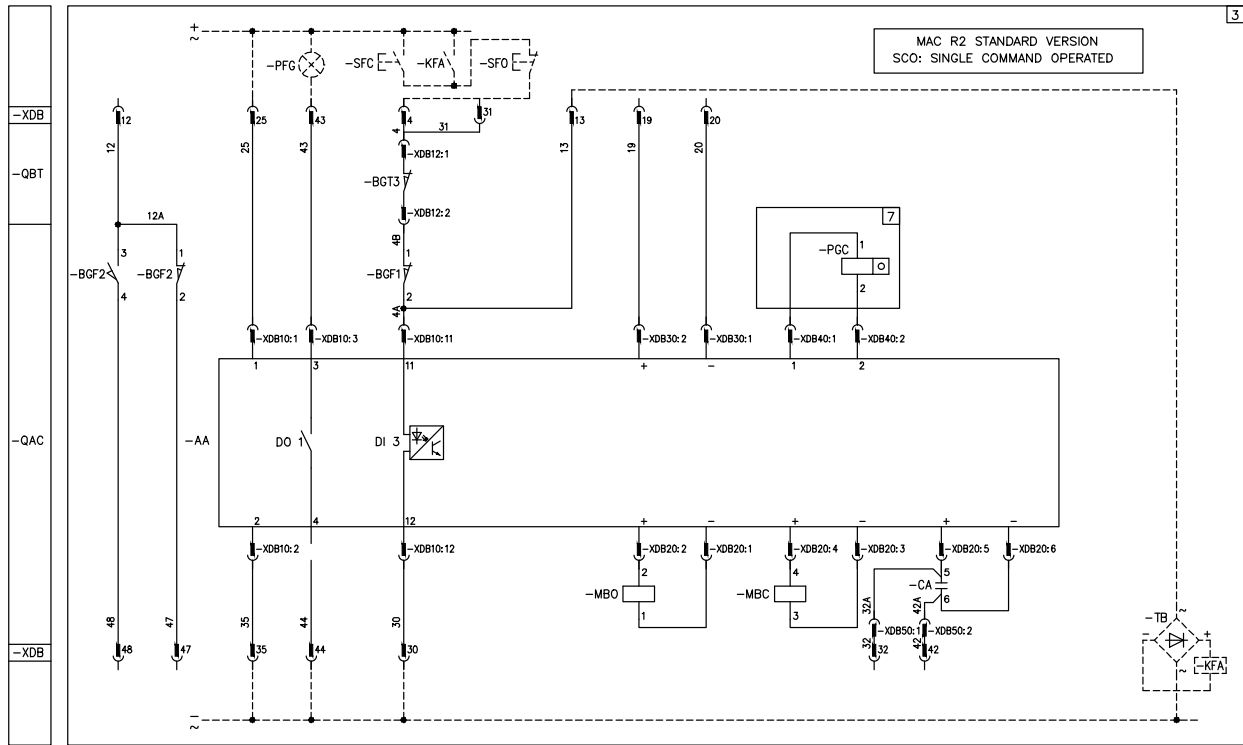 3
MAC R2 STANDARD VERSION
SCO: SINGLE COMMAND OPERATED
+
~
-PFG
-SFC
-KFA
-SFO
-XDB
12
25
43
4
31
13
19
20
12
25
43
4
31
13
19
20
-XDB12:1
-QBT
-BGT3
-XDB12:2
12A
4B
7
3
1
1
-PGC
1
-BGF2
-BGF2
-BGF1
4
2
2
2
4A
-XDB10:1
-XDB10:3
-XDB10:11
-XDB30:2
-XDB30:1
-XDB40:1
-XDB40:2
1
3
11
+
-
1
2
-QAC
-AA
DO 1
DI 3
2
4
12
+
-
+
-
+
-
-XDB10:2
-XDB10:12
-XDB20:2
-XDB20:1
-XDB20:4
-XDB20:3
-XDB20:5
-XDB20:6
2
4
5
-MBO
-MBC
-CA
1
3
6
32A
42A
48
47
35
44
30
-XDB50:1
-XDB50:2
-TB
~
-
+
~
-KFA
32
42
-XDB
48
47
35
44
30
32
42
-
~